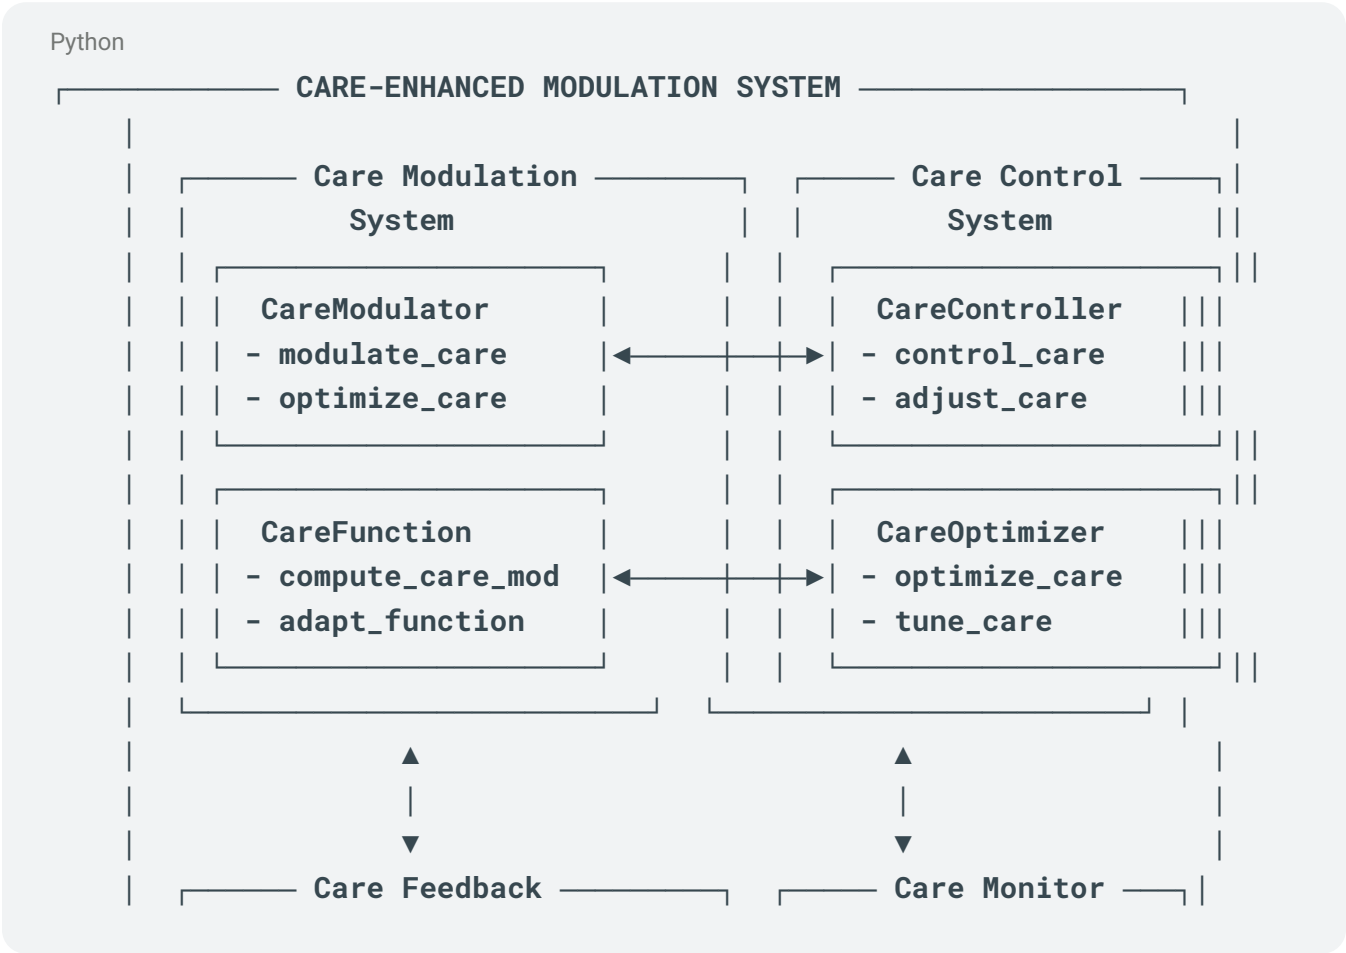 Python
CARE-ENHANCED MODULATION SYSTEM
Care Modulation Care Control
System System
CareModulator CareController
- modulate_care - control_care
- optimize_care - adjust_care
CareFunction CareOptimizer
- compute_care_mod - optimize_care
- adapt_function - tune_care
Care Feedback Care Monitor